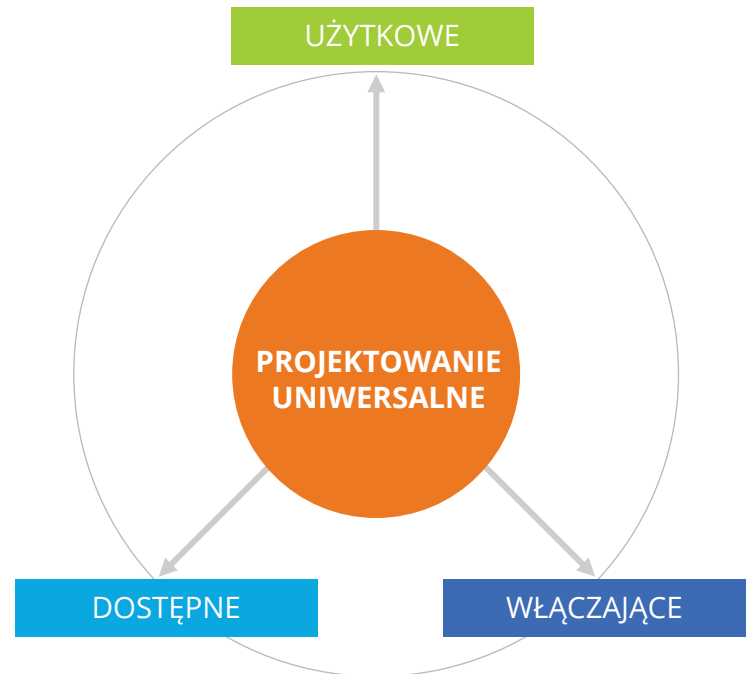 UŻYTKOWE
PROJEKTOWANIE
UNIWERSALNE
DOSTĘPNE
WŁĄCZAJĄCE